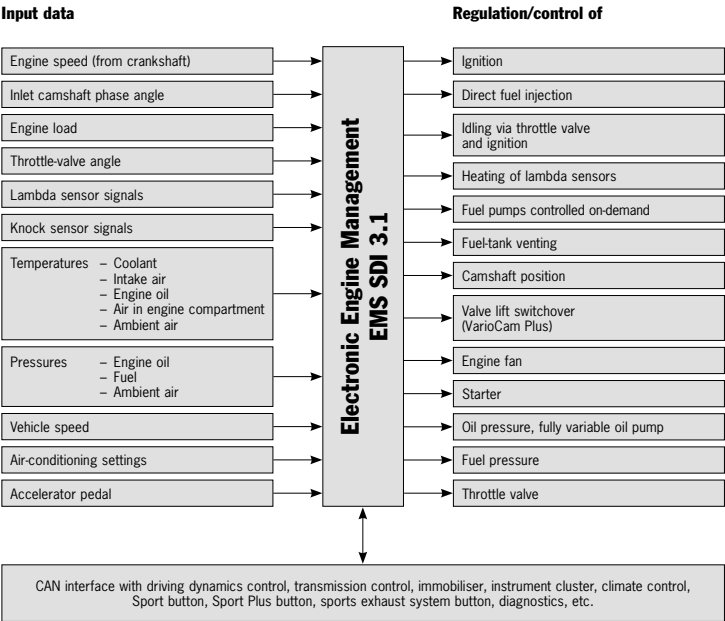 Input data
Regulation/control of
Engine speed (from crankshaft)
Inlet camshaft phase angle
Engine load
Throttle-valve angle
Lambda sensor signals
Knock sensor signals
Temperatures – Coolant
– Intake air
– Engine oil
– Air in engine compartment
– Ambient air
Pressures – Engine oil
– Fuel
– Ambient air
Vehicle speed
Air-conditioning settings
Accelerator pedal
Electronic Engine Management
EMS SDI 3.1
Ignition
Direct fuel injection
Idling via throttle valve
and ignition
Heating of lambda sensors
Fuel pumps controlled on-demand
Fuel-tank venting
Camshaft position
Valve lift switchover
(VarioCam Plus)
Engine fan
Starter
Oil pressure, fully variable oil pump
Fuel pressure
Throttle valve
CAN interface with driving dynamics control, transmission control, immobiliser, instrument cluster, climate control,
Sport button, Sport Plus button, sports exhaust system button, diagnostics, etc.